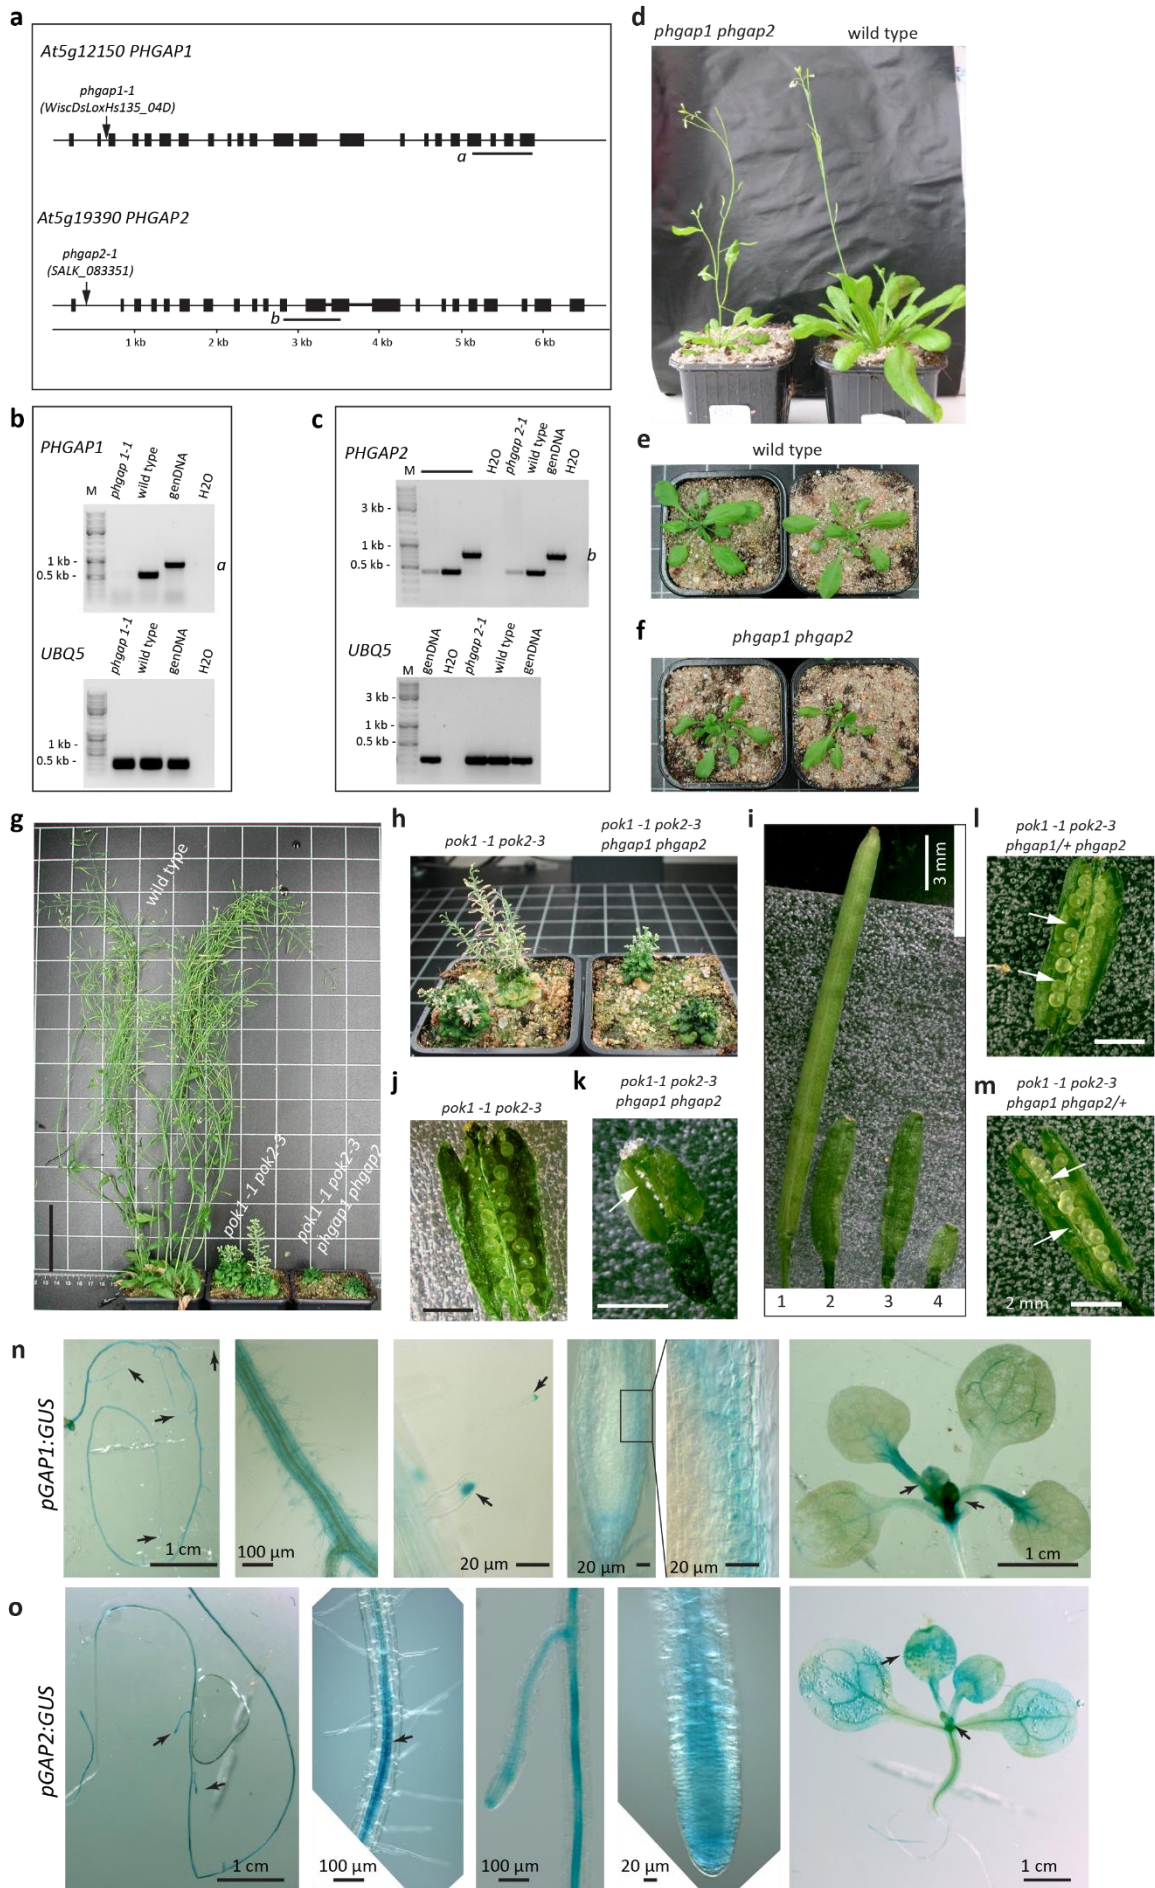 a
At5g12150 PHGAP1
phgap1-1
(WiscDsLoxHs135_04D)
a
At5g19390 PHGAP2
phgap2-1
(SALK_083351)
b
1 kb 2 kb 3 kb 4 kb 5 kb 6 kb
b
PHGAP1
M phgap 1-1 wild type genDNA H2O
1 kb -
0.5 kb -
a
UBQ5
phgap 1-1 wild type genDNA H2O
1 kb -
0.5 kb -
c
PHGAP2
M H2O phgap 2-1 wild type genDNA H2O
3 kb -
1 kb -
0.5 kb -
b
UBQ5
M genDNA H2O phgap 2-1 wild type genDNA
3 kb -
1 kb -
0.5 kb -
d
phgap1 phgap2 wild type
e
wild type
f
phgap1 phgap2
g
wild type
pok1 -1 pok2-3
pok1 -1 pok2-3
phgap1 phgap2
h
pok1 -1 pok2-3
pok1 -1 pok2-3
phgap1 phgap2
i
3 mm
1 2 3 4
j
pok1 -1 pok2-3
k
pok1-1 pok2-3
phgap1 phgap2
l
pok1 -1 pok2-3
phgap1/+ phgap2
m
pok1 -1 pok2-3
phgap1 phgap2/+
2 mm
n
pGAP1:GUS
1 cm
100 µm
20 µm
20 µm
20 µm
1 cm
o
pGAP2:GUS
1 cm
100 µm
100 µm
20 µm
1 cm